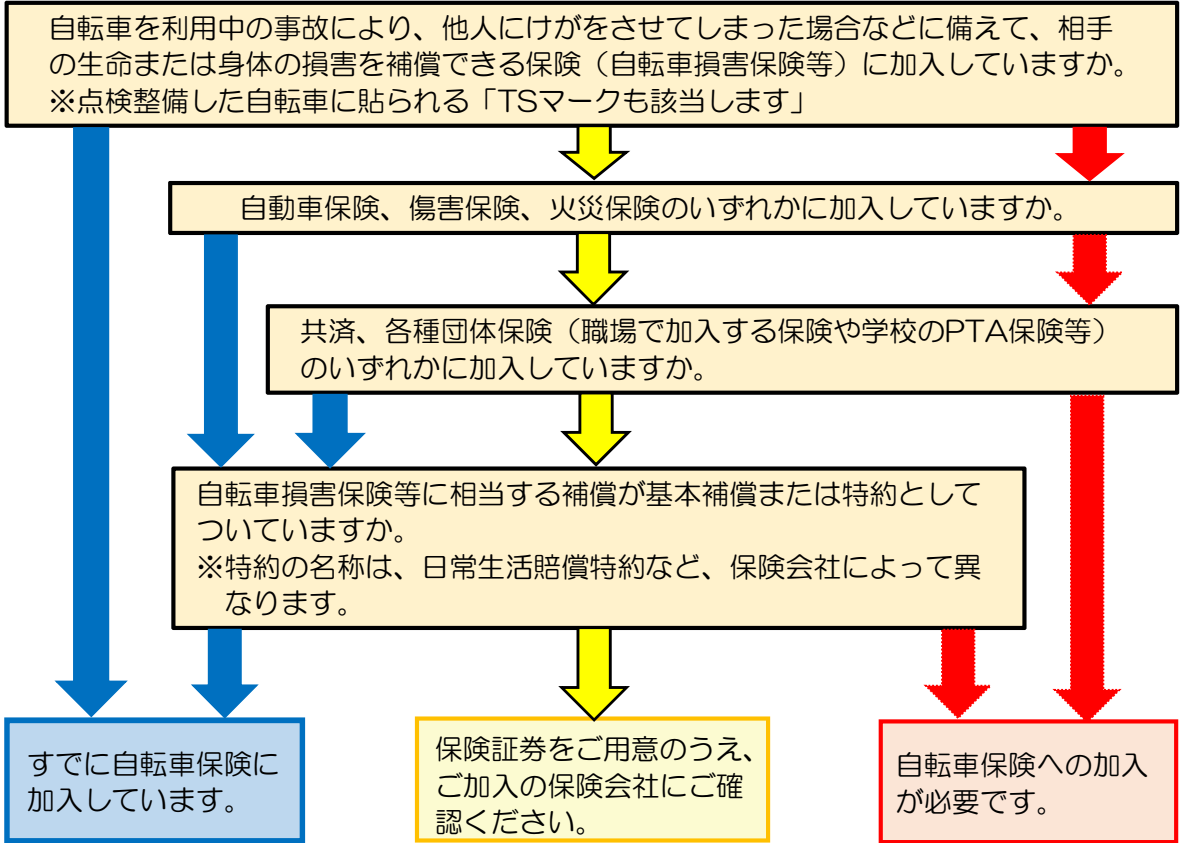 自転車を利用中の事故により、他人にけがをさせてしまった場合などに備えて、相手
の生命または身体の損害を補償できる保険（自転車損害保険等）に加入していますか。
※点検整備した自転車に貼られる「TSマークも該当します」
自動車保険、傷害保険、火災保険のいずれかに加入していますか。
共済、各種団体保険（職場で加入する保険や学校のPTA保険等）
のいずれかに加入していますか。
自転車損害保険等に相当する補償が基本補償または特約として
ついていますか。
※特約の名称は、日常生活賠償特約など、保険会社によって異
なります。
すでに自転車保険に
加入しています。
保険証券をご用意のうえ、
ご加入の保険会社にご確
認ください。
自転車保険への加入
が必要です。